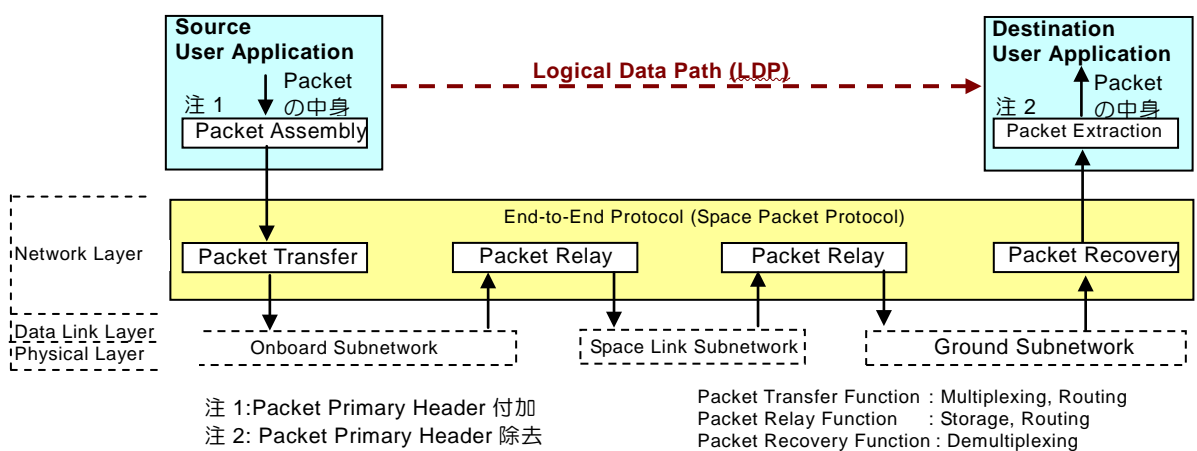 Source
User Application
Packet
の中身
注 1
Packet Assembly
Logical Data Path (LDP)
Destination
User Application
Packet
の中身
注 2
Packet Extraction
Network Layer
End-to-End Protocol (Space Packet Protocol)
Packet Transfer
Packet Relay
Packet Relay
Packet Recovery
Data Link Layer
Physical Layer
Onboard Subnetwork
Space Link Subnetwork
Ground Subnetwork
注 1:Packet Primary Header 付加
注 2: Packet Primary Header 除去
Packet Transfer Function : Multiplexing, Routing
Packet Relay Function : Storage, Routing
Packet Recovery Function : Demultiplexing